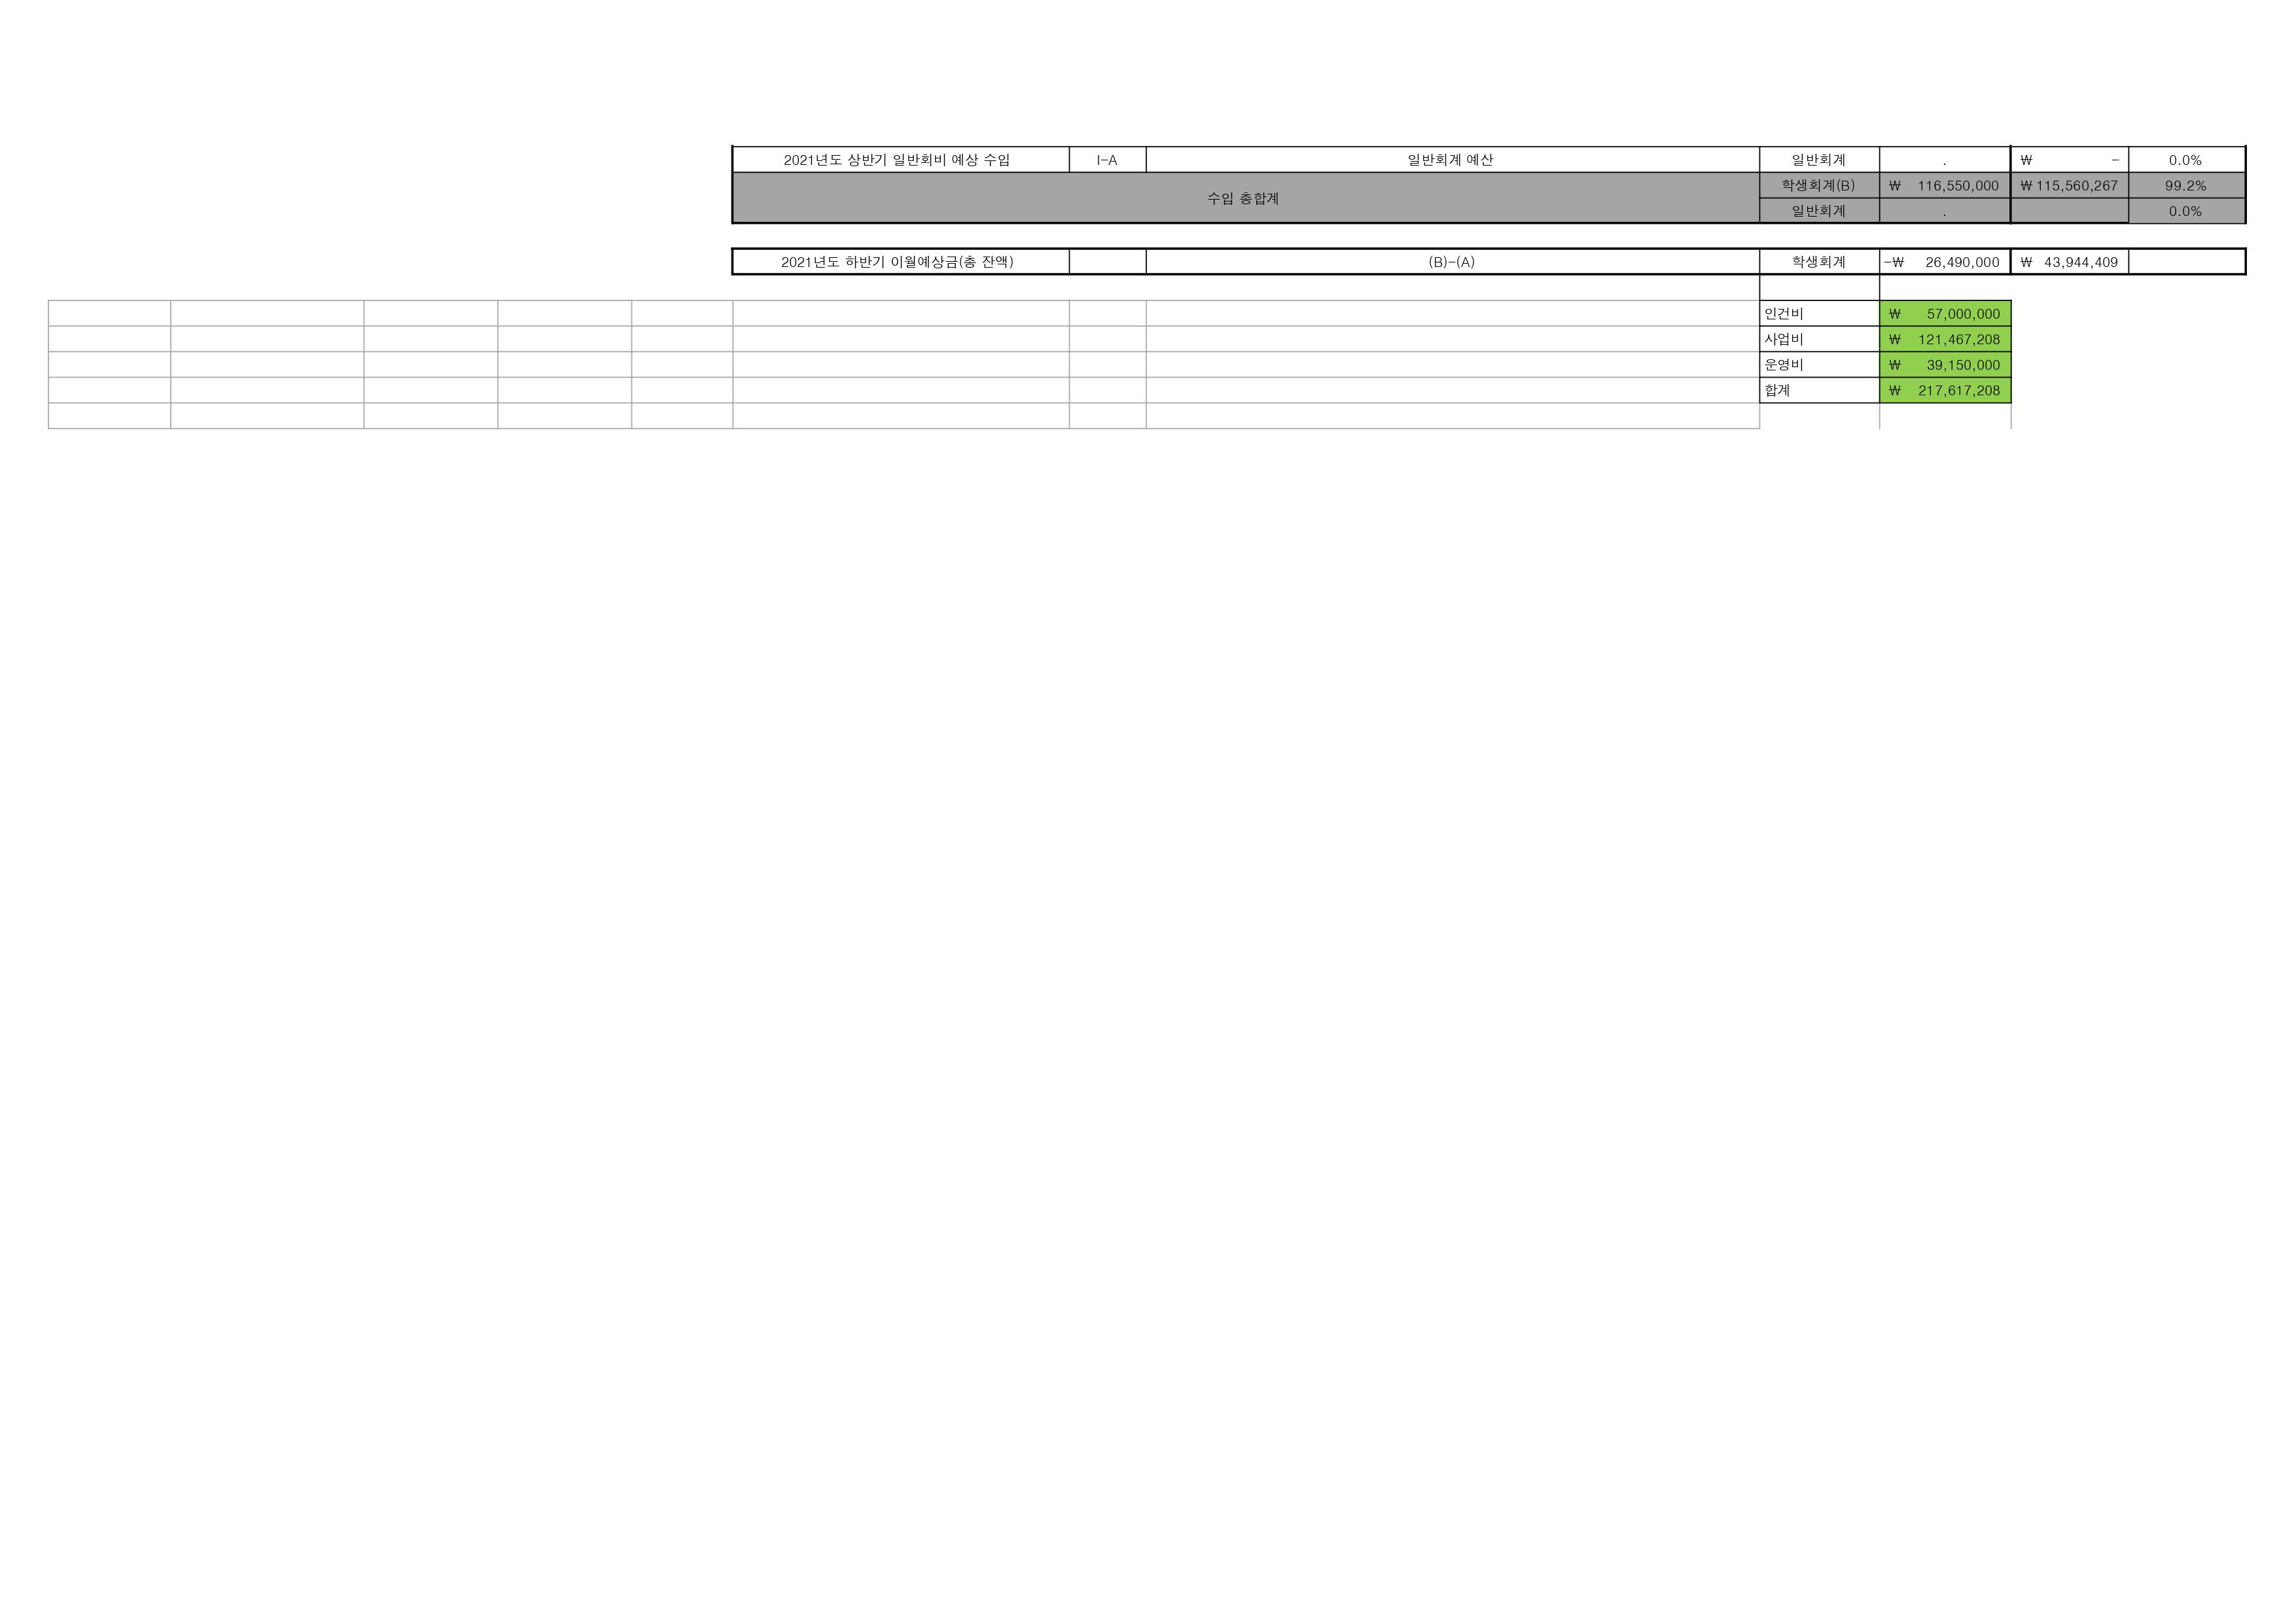 2021년도 상반기 일반회비 예상 수입 I-A 일반회계 예산 일반회계 . ₩ - 0.0%
수입 총합계 학생회계(B) ₩ 116,550,000 ₩ 115,560,267 99.2%
일반회계 . 0.0%
2021년도 하반기 이월예상금(총 잔액) (B)-(A) 학생회계 -₩ 26,490,000 ₩ 43,944,409
인건비 ₩ 57,000,000
사업비 ₩ 121,467,208
운영비 ₩ 39,150,000
합계 ₩ 217,617,208